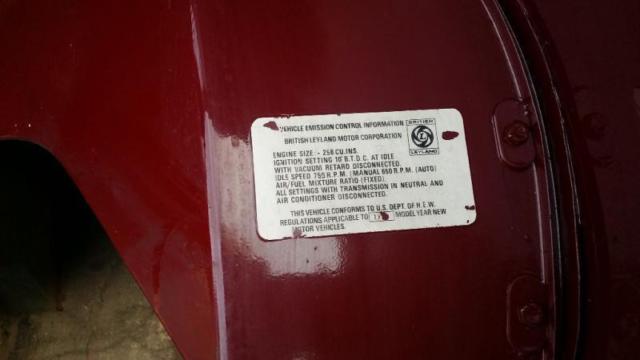 VEHICLE EMISSION CONTROL INFORMATION
BRITISH LEYLAND MOTOR CORPORATION
BRITISH
L
LEYLAND
ENGINE SIZE - 258 CU.INS.
IGNITION SETTING 10° B.T.D.C. AT IDLE
WITH VACUUM RETARD DISCONNECTED.
IDLE SPEED 750 R.P.M. (MANUAL 650 R.P.M. (AUTO)
AIR/FUEL MIXTURE RATIO (FIXED).
ALL SETTINGS WITH TRANSMISSION IN NEUTRAL AND
AIR CONDITIONER DISCONNECTED.
THIS VEHICLE CONFORMS TO U.S. DEPT. OF H.E.W.
REGULATIONS APPLICABLE TO MODEL YEAR NEW
MOTOR VEHICLES.